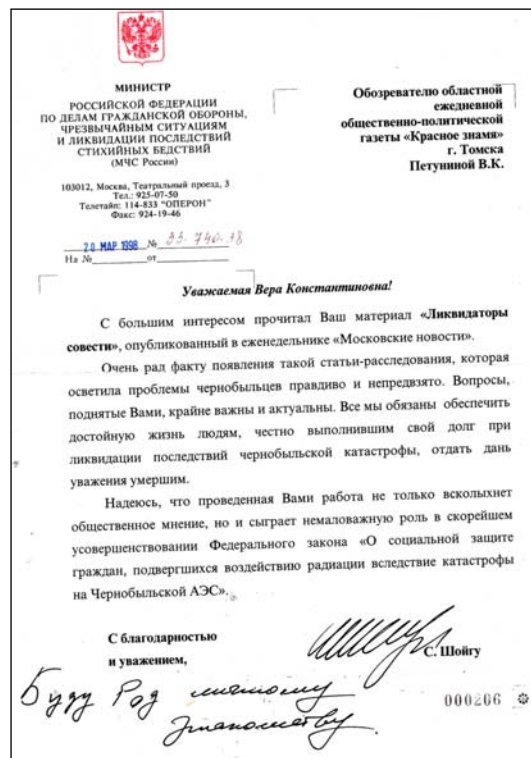 МИНИСТР
РОССИЙСКОЙ ФЕДЕРАЦИИ
ПО ДЕЛАМ ГРАЖДАНСКОЙ ОБОРОНЫ,
ЧРЕЗВЫЧАЙНЫМ СИТУАЦИЯМ
И ЛИКВИДАЦИИ ПОСЛЕДСТВИЙ
СТИХИЙНЫХ БЕДСТВИЙ
(МЧС России)
103012, Москва, Театральный проезд, 3
Тел.: 925-07-50
Телетайп: 114-833 "ОПЕРОН"
Факс: 924-19-46
20 МАР 1998 № 33-740-38
На № от
Обозревателю областной
ежедневной
общественно-политической
газеты «Красное знамя»
г. Томска
Петуниной В.К.
Уважаемая Вера Константиновна!
С большим интересом прочитал Ваш материал «Ликвидаторы
совести», опубликованный в еженедельнике «Московские новости».
Очень рад факту появления такой статьи-расследования, которая
осветила проблемы чернобыльцев правдиво и непредвзято. Вопросы,
поднятые Вами, крайне важны и актуальны. Все мы обязаны обеспечить
достойную жизнь людям, честно выполнившим свой долг при
ликвидации последствий чернобыльской катастрофы, отдать дань
уважения умершим.
Надеюсь, что проведенная Вами работа не только всколыхнет
общественное мнение, но и сыграет немаловажную роль в скорейшем
усовершенствовании Федерального закона «О социальной защите
граждан, подвергшихся воздействию радиации вследствие катастрофы
на Чернобыльской АЭС».
С благодарностью
и уважением,
С. Шойгу
Буду Рад личному
знакомству.
000206